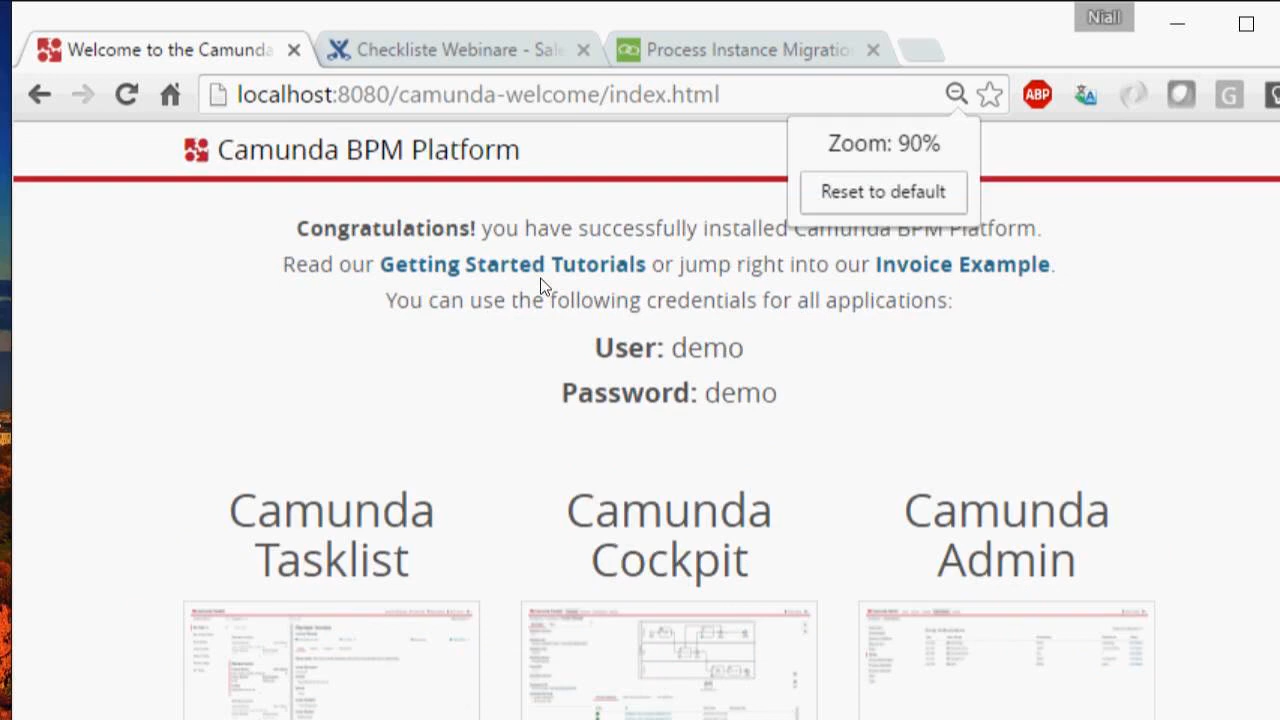 Niall
Welcome to the Camunda
Checkliste Webinare - Sale
Process Instance Migratio
localhost:8080/camunda-welcome/index.html
ABP
G
Zoom: 90%
Reset to default
Camunda BPM Platform
Congratulations! you have successfully installed Camunda BPM Platform.
Read our Getting Started Tutorials or jump right into our Invoice Example.
You can use the following credentials for all applications:
User: demo
Password: demo
Camunda
Tasklist
Camunda
Cockpit
Camunda
Admin